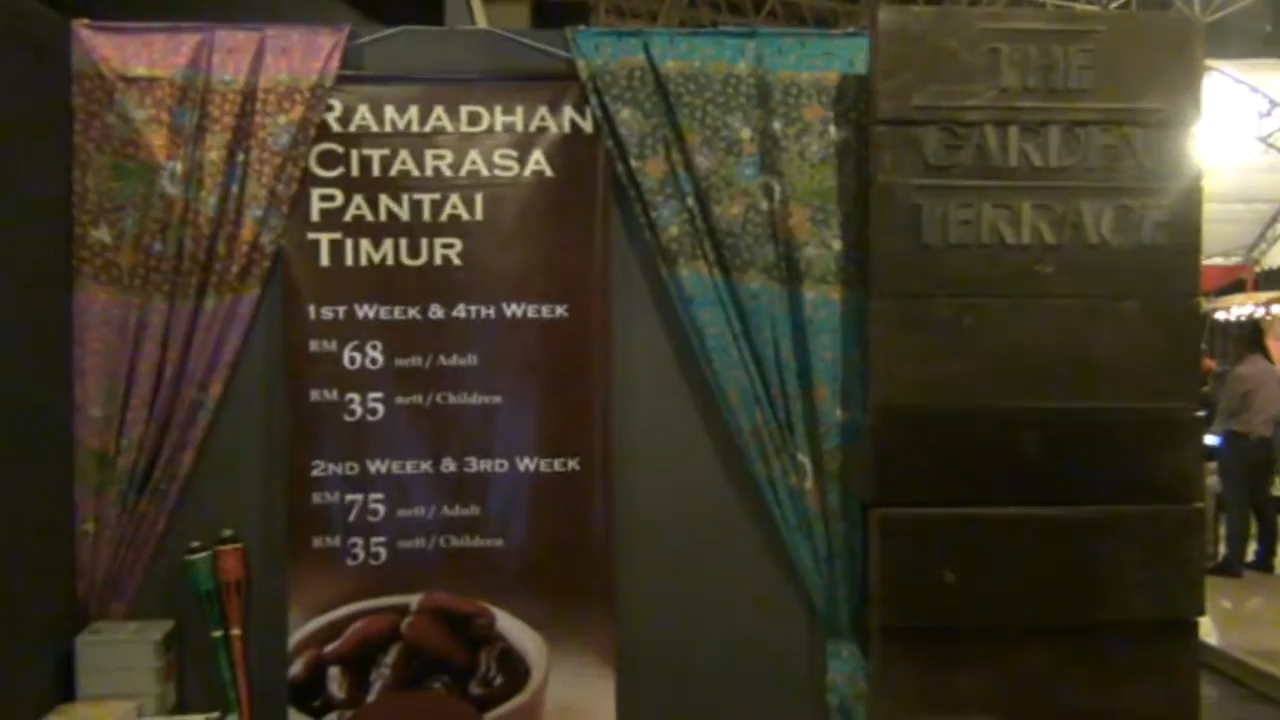 RAMADHAN
CITARASA
PANTAI
TIMUR
1ST WEEK & 4TH WEEK
RM 68 nett / Adult
RM 35 nett / Children
2ND WEEK & 3RD WEEK
RM 75 nett / Adult
RM 35 nett / Children
THE
GARDEN
TERRACE